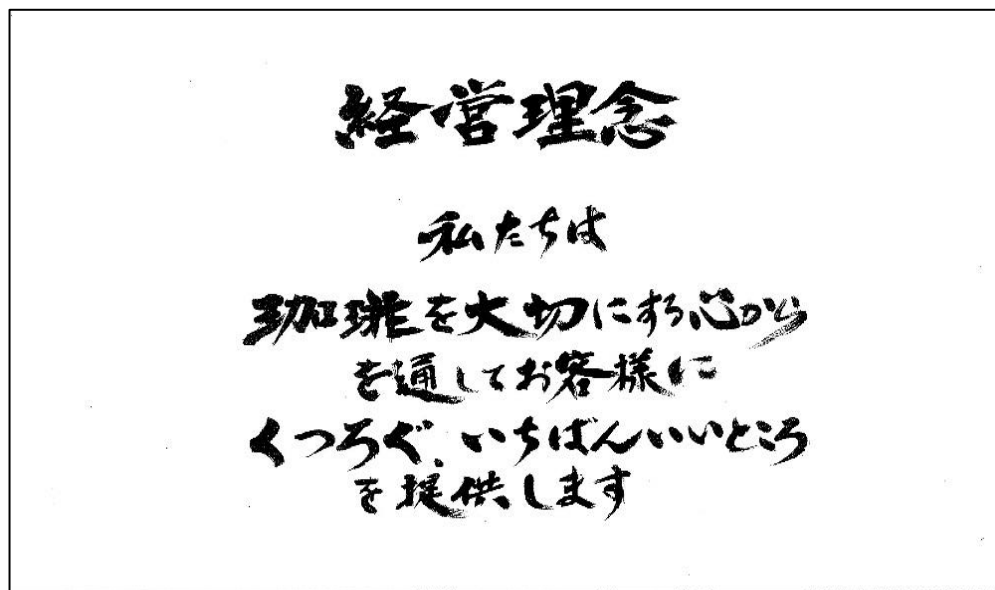 経営理念
私たちは
珈琲を大切にする心から
を通してお客様に
くつろぐ、いちばんいいところ
を提供します